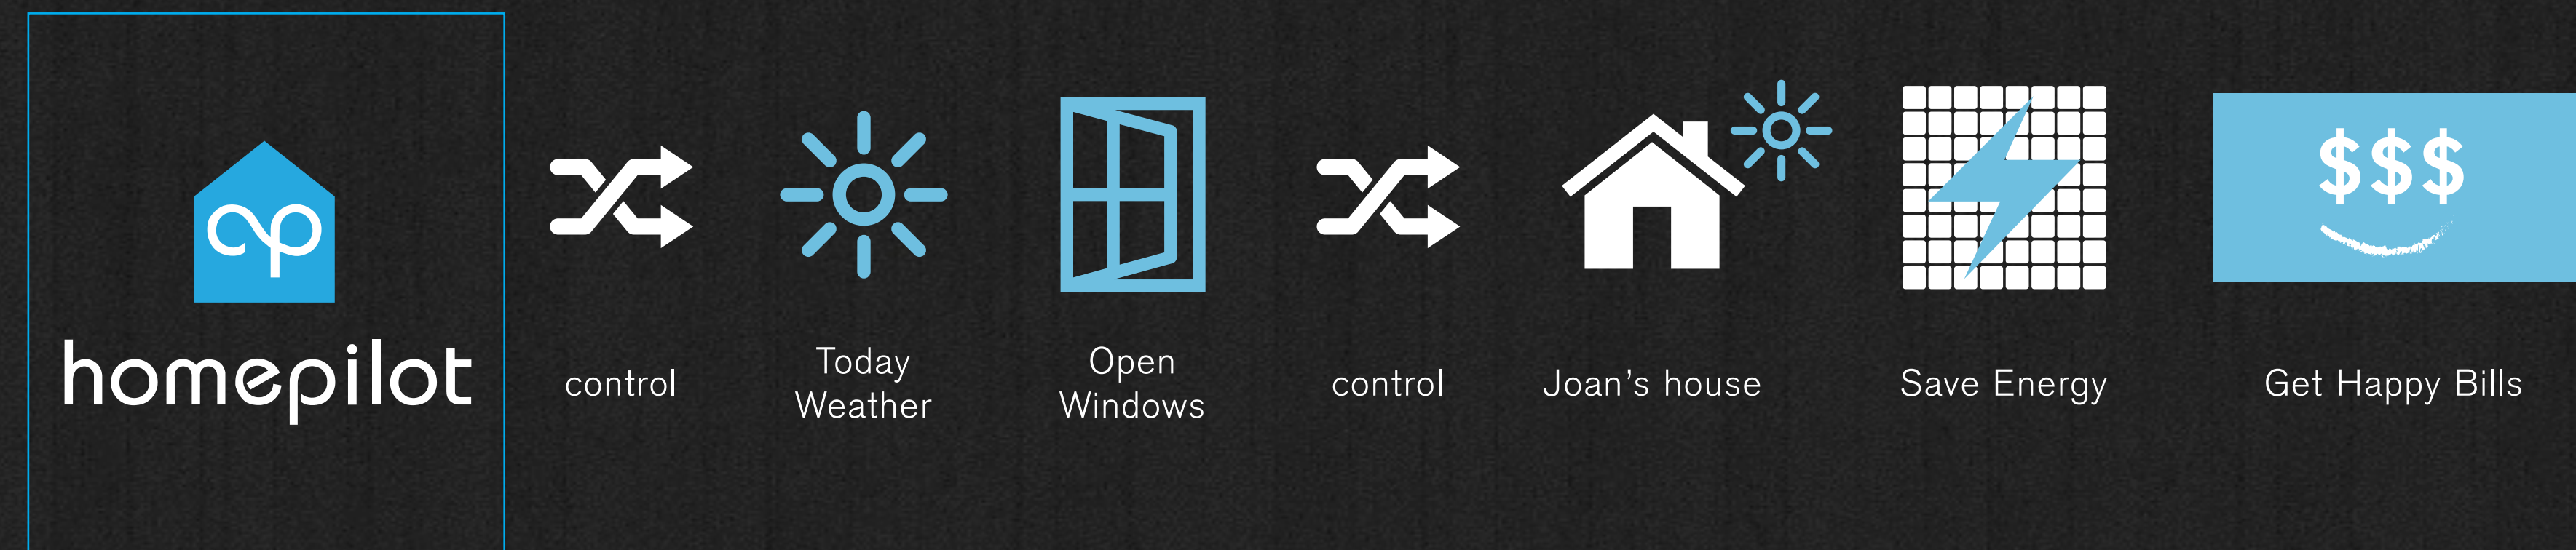 homepilot
control
Today
Weather
Open
Windows
control
Joan’s house
Save Energy
$$$
Get Happy Bills